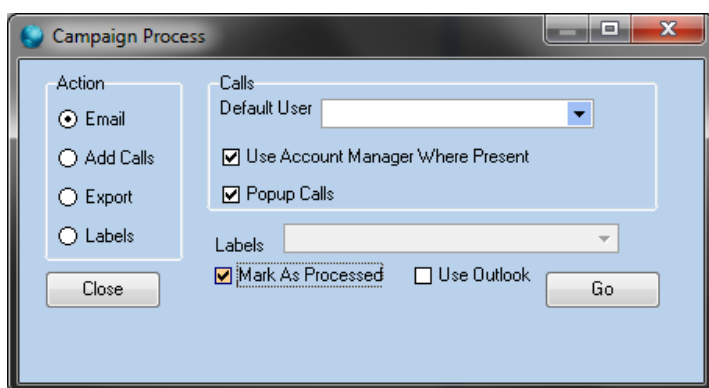 Campaign Process
Action
Email
Add Calls
Export
Labels
Close
Calls
Default User
Use Account Manager Where Present
Popup Calls
Labels
Mark As Processed
Use Outlook
Go